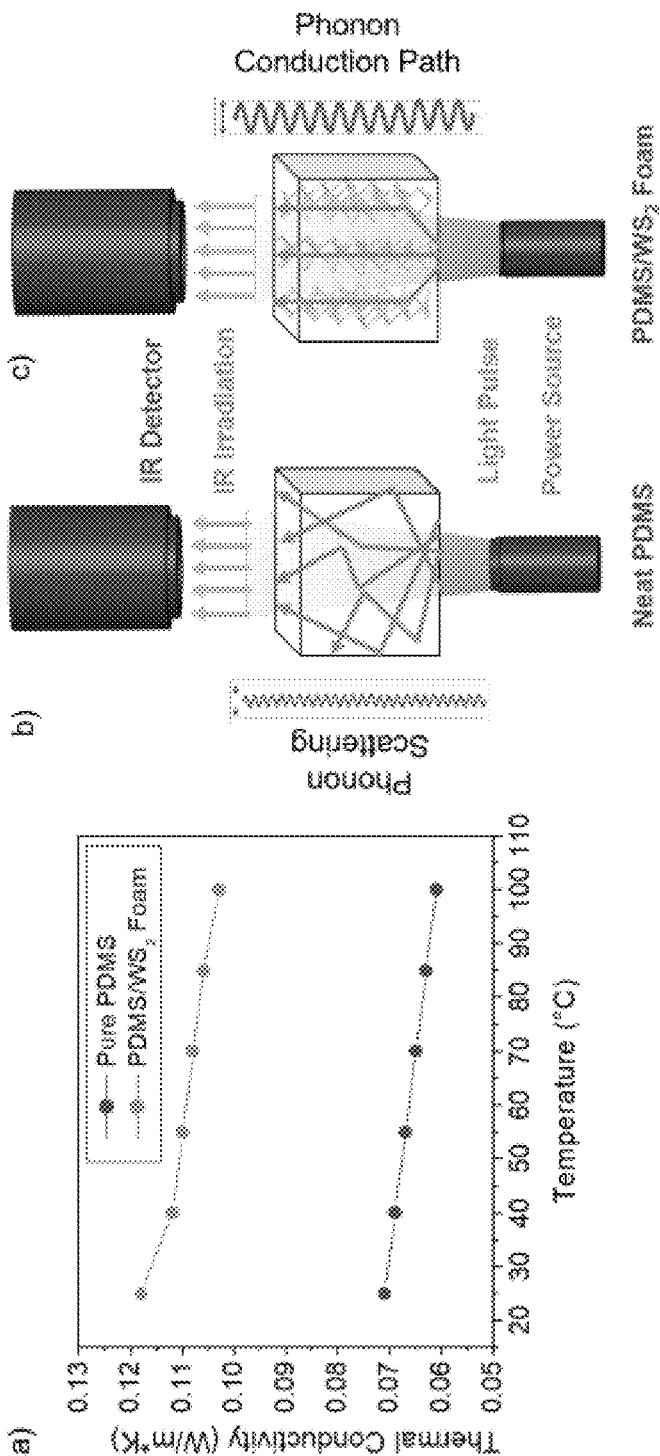 a)
Thermal Conductivity (W/m*K)
0.13
0.12
0.11
0.10
0.09
0.08
0.07
0.06
0.05
Pure PDMS
PDMS/WS₂ Foam
20 30 40 50 60 70 80 90 100 110
Temperature (°C)
b)
Phonon
Scattering
Neat PDMS
IR Detector
IR Irradiation
Light Pulse
Power Source
c)
Phonon
Conduction Path
PDMS/WS₂ Foam